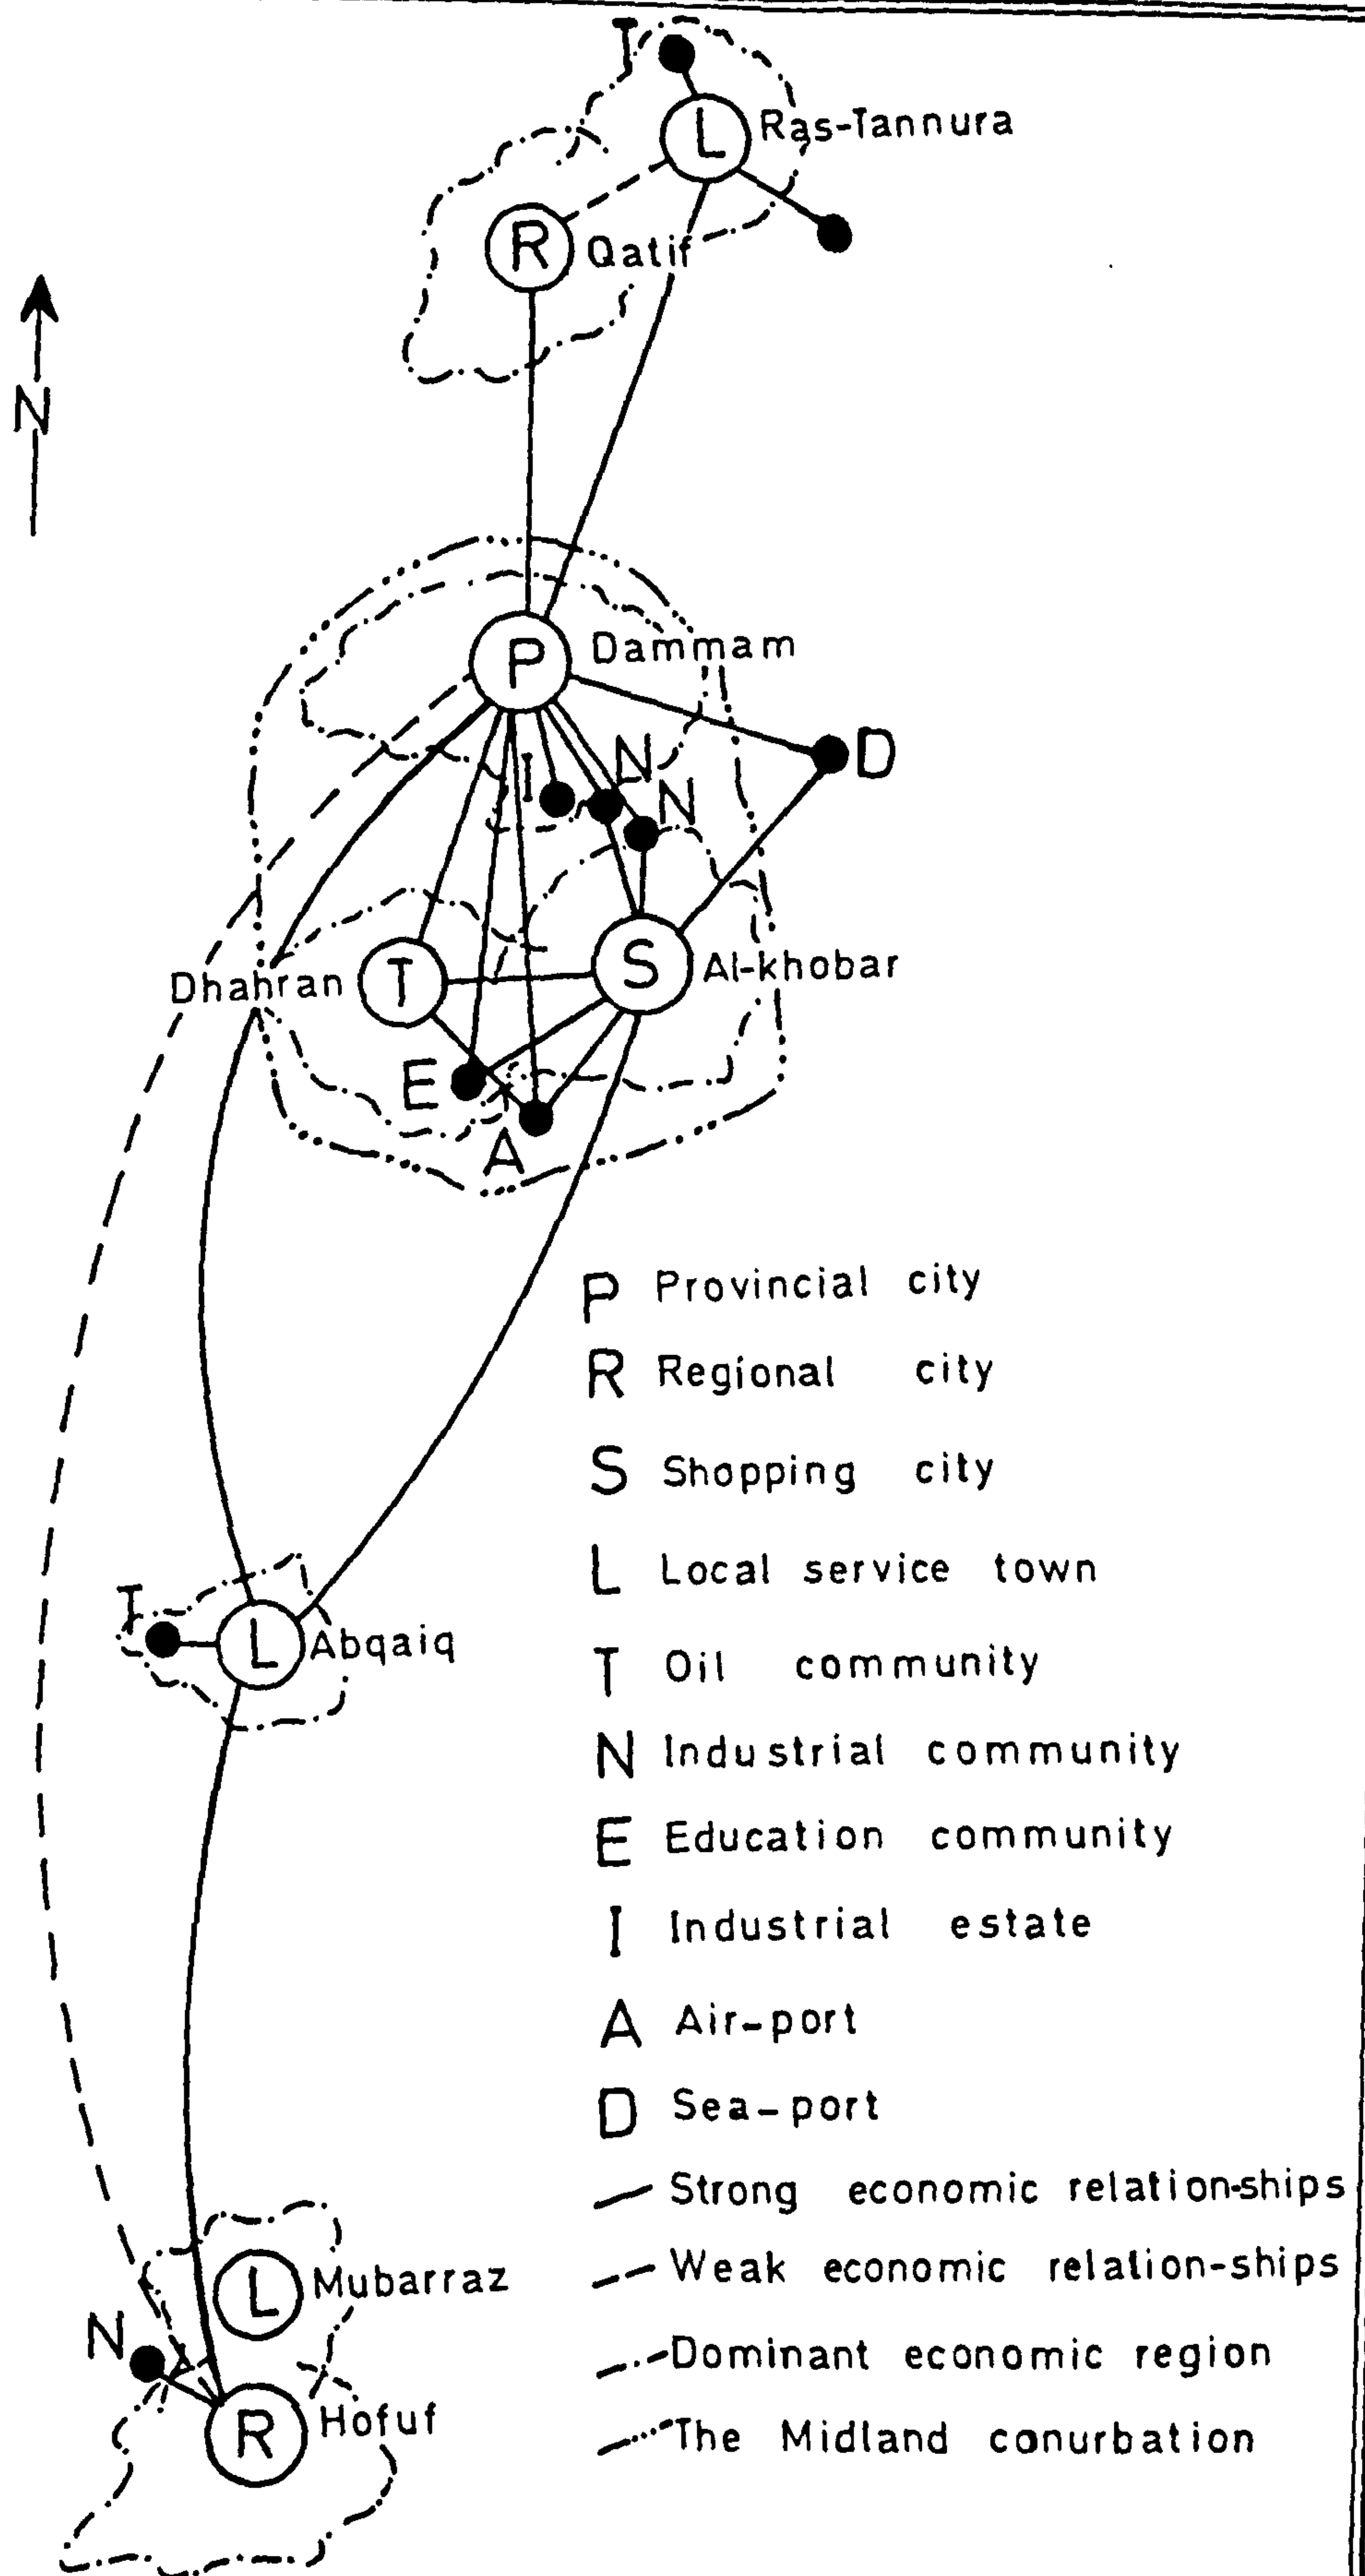 T
L Ras-Tannura
R Qatif
N
P Dammam
D
I N
N
Dhahran T S Al-khobar
E
A
P Provincial city
R Regional city
S Shopping city
L Local service town
T
L Abqaiq
T Oil community
N Industrial community
E Education community
I Industrial estate
A Air-port
D Sea-port
Strong economic relation-ships
Weak economic relation-ships
L Mubarraz
N
Dominant economic region
R Hofuf
The Midland conurbation